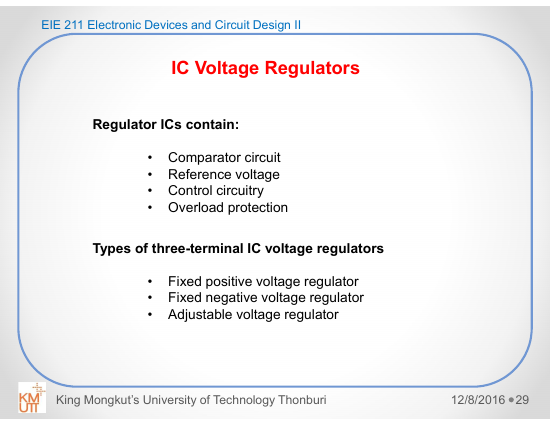 EIE 211 Electronic Devices and Circuit Design II
IC Voltage Regulators
Regulator ICs contain:
• Comparator circuit
• Reference voltage
• Control circuitry
• Overload protection
Types of three-terminal IC voltage regulators
• Fixed positive voltage regulator
• Fixed negative voltage regulator
• Adjustable voltage regulator
KM
UTT
King Mongkut's University of Technology Thonburi
12/8/2016 •29